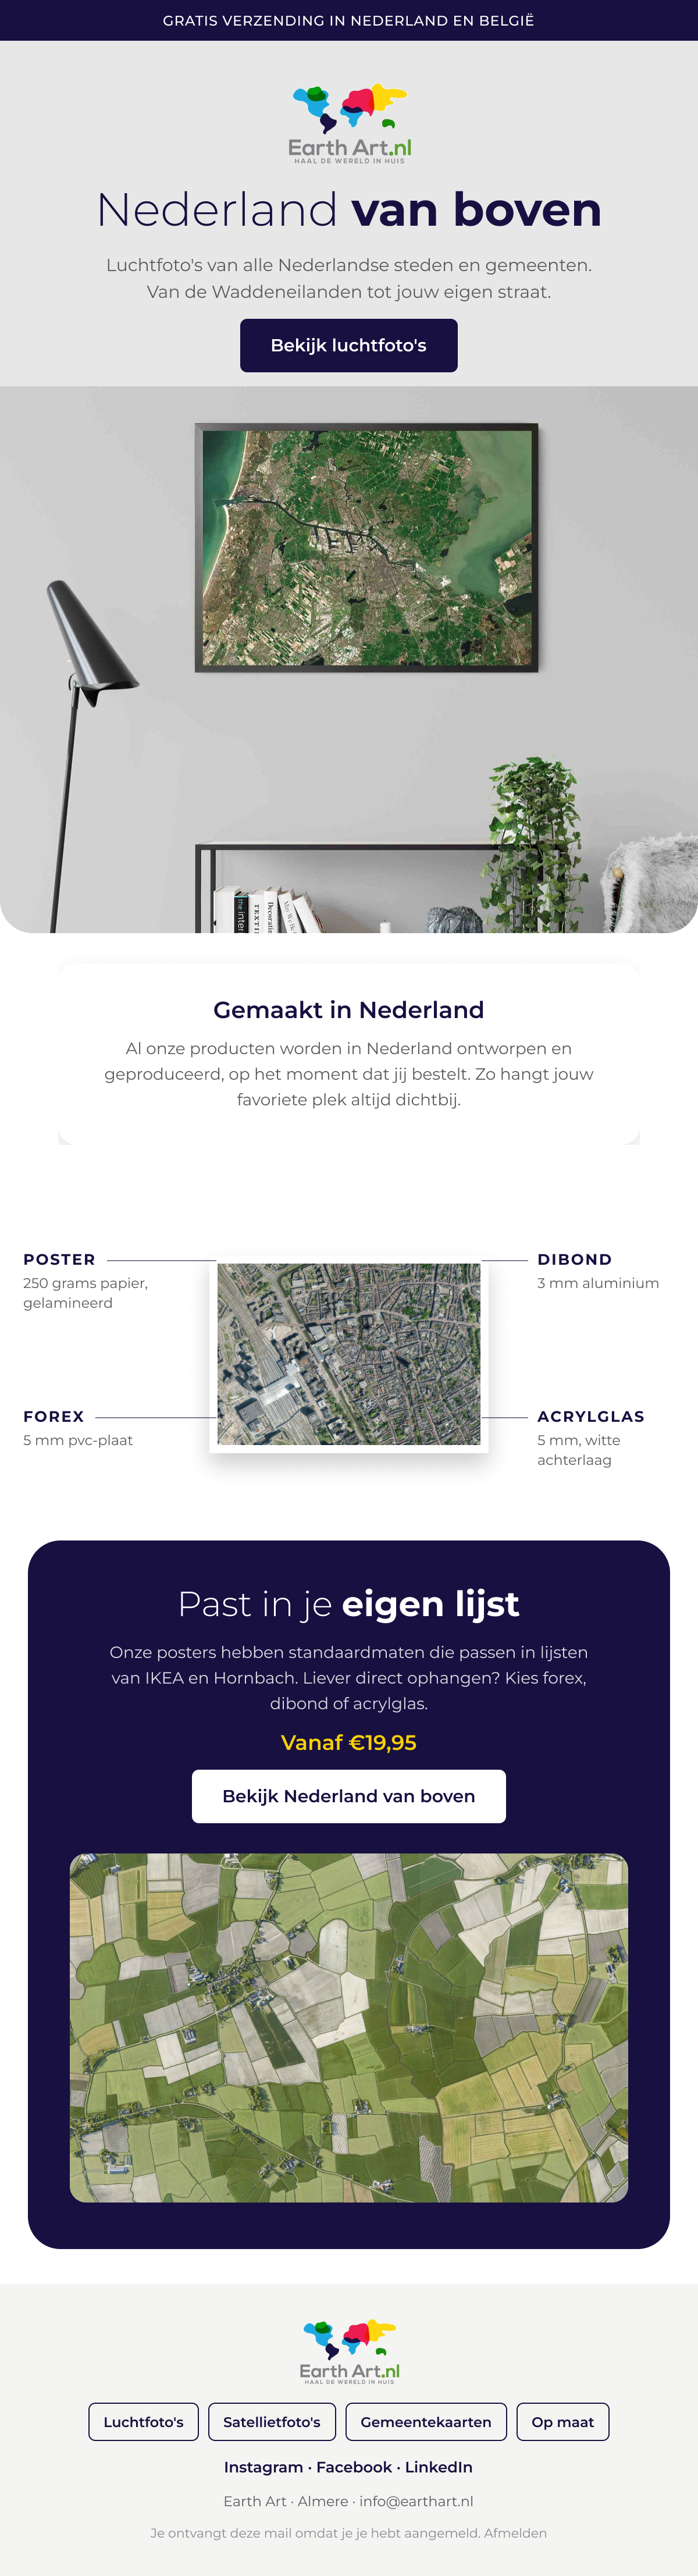 GRATIS VERZENDING IN NEDERLAND EN BELGIË
Earth Art.nl
HAAL DE WERELD IN HUIS
Nederland van boven
Luchtfoto's van alle Nederlandse steden en gemeenten.
Van de Waddeneilanden tot jouw eigen straat.
Bekijk luchtfoto's
Gemaakt in Nederland
Al onze producten worden in Nederland ontworpen en
geproduceerd, op het moment dat jij bestelt. Zo hangt jouw
favoriete plek altijd dichtbij.
POSTER
250 grams papier,
gelamineerd
DIBOND
3 mm aluminium
FOREX
5 mm pvc-plaat
ACRYLGLAS
5 mm, witte
achterlaag
Past in je eigen lijst
Onze posters hebben standaardmaten die passen in lijsten
van IKEA en Hornbach. Liever direct ophangen? Kies forex,
dibond of acrylglas.
Vanaf €19,95
Bekijk Nederland van boven
Earth Art.nl
HAAL DE WERELD IN HUIS
Luchtfoto's Satellietfoto's Gemeentekaarten Op maat
Instagram · Facebook · LinkedIn
Earth Art · Almere · info@earthart.nl
Je ontvangt deze mail omdat je je hebt aangemeld. Afmelden